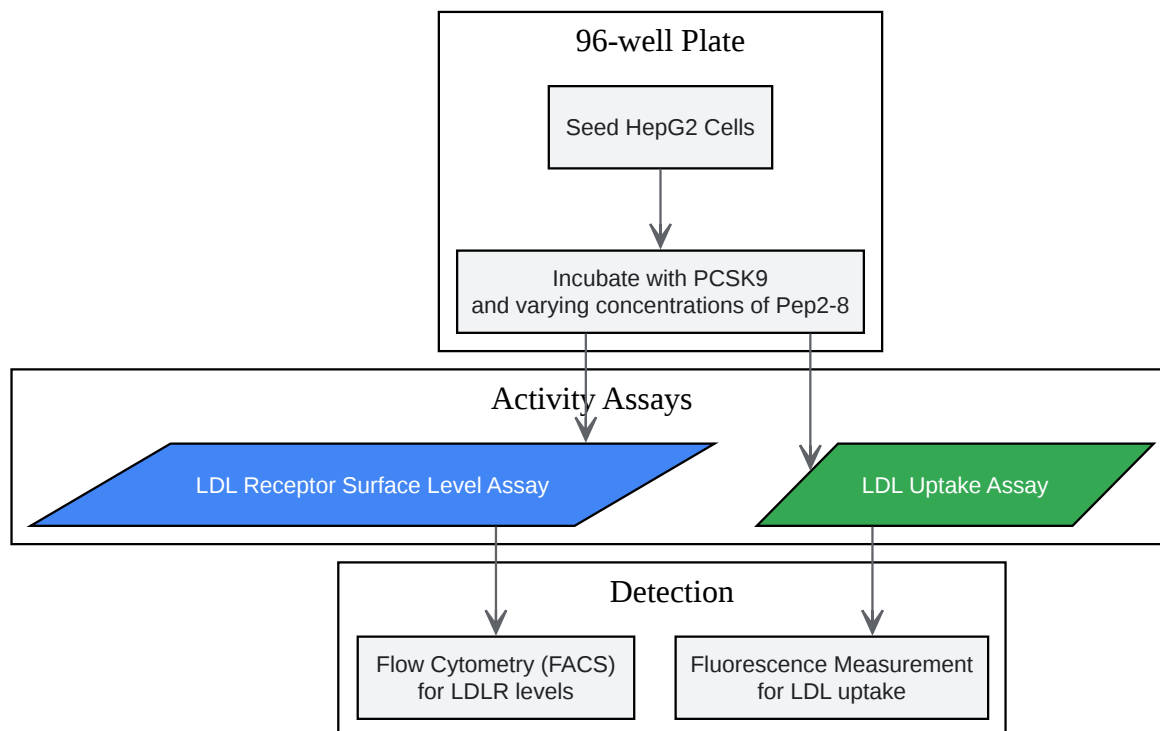 96-well Plate
Seed HepG2 Cells
Incubate with PCSK9
and varying concentrations of Pep2-8
Activity Assays
LDL Receptor Surface Level Assay
LDL Uptake Assay
Detection
Flow Cytometry (FACS)
for LDLR levels
Fluorescence Measurement
for LDL uptake